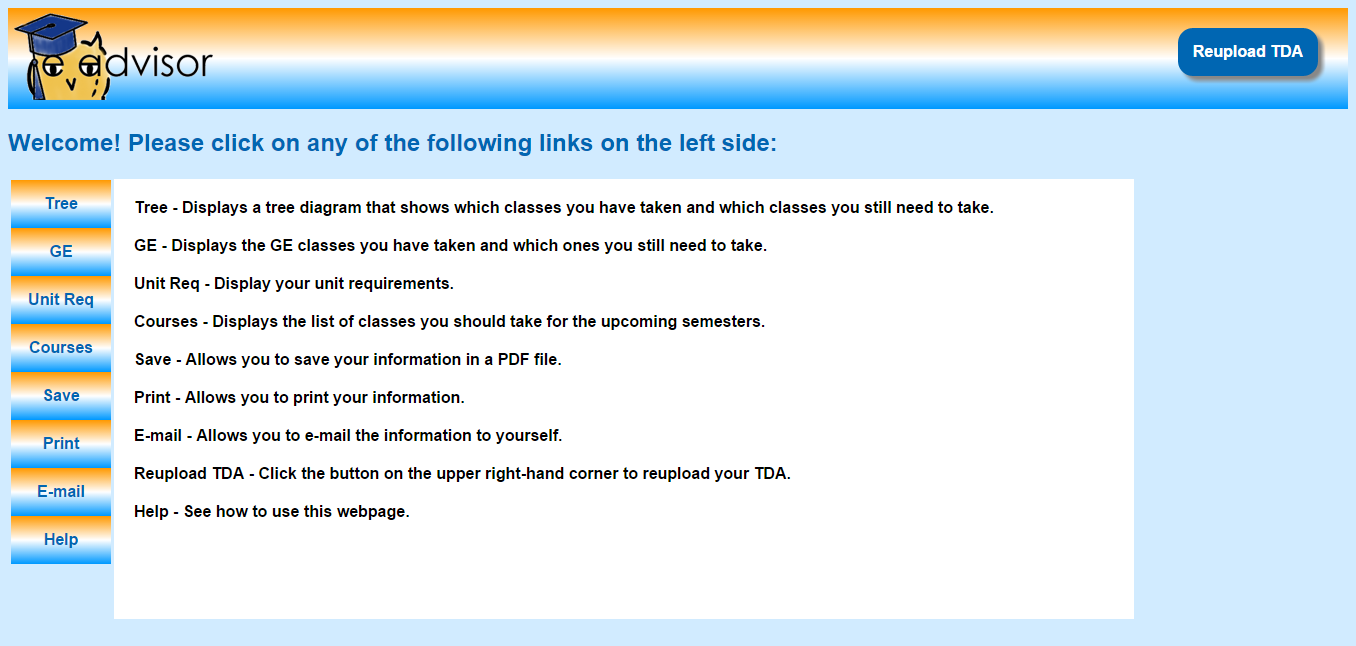 eadvisor
Reupload TDA
Welcome! Please click on any of the following links on the left side:
Tree
GE
Unit Req
Courses
Save
Print
E-mail
Help
Tree - Displays a tree diagram that shows which classes you have taken and which classes you still need to take.
GE - Displays the GE classes you have taken and which ones you still need to take.
Unit Req - Display your unit requirements.
Courses - Displays the list of classes you should take for the upcoming semesters.
Save - Allows you to save your information in a PDF file.
Print - Allows you to print your information.
E-mail - Allows you to e-mail the information to yourself.
Reupload TDA - Click the button on the upper right-hand corner to reupload your TDA.
Help - See how to use this webpage.